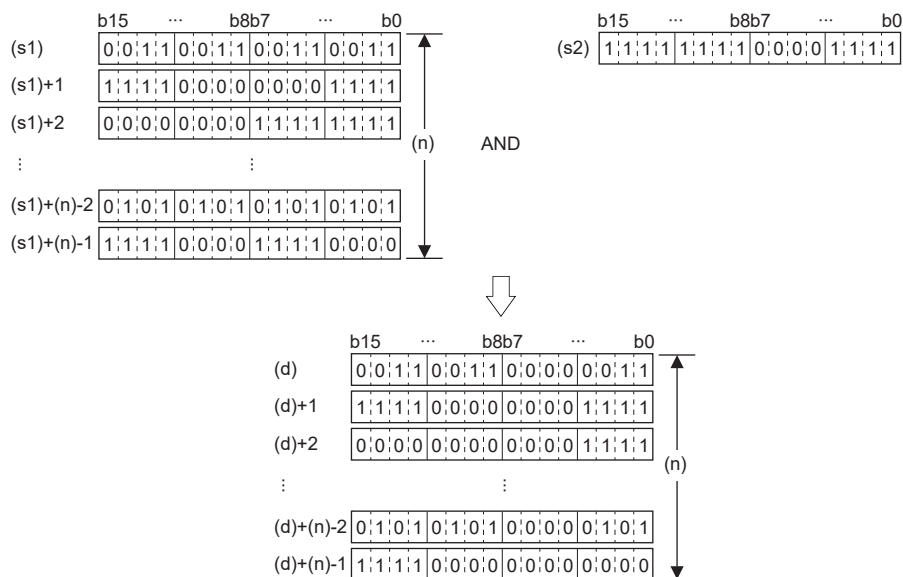 b15 ··· b8b7 ··· b0
(s1) 0 0 1 1 0 0 1 1 0 0 1 1 0 0 1 1
(s1)+1 1 1 1 1 0 0 0 0 0 0 0 0 1 1 1 1
(s1)+2 0 0 0 0 0 0 0 0 1 1 1 1 1 1 1 1
⋮ ⋮
(s1)+(n)-2 0 1 0 1 0 1 0 1 0 1 0 1 0 1 0 1
(s1)+(n)-1 1 1 1 1 0 0 0 0 1 1 1 1 0 0 0 0
(n)
AND
b15 ··· b8b7 ··· b0
(s2) 1 1 1 1 1 1 1 1 0 0 0 0 1 1 1 1
b15 ··· b8b7 ··· b0
(d) 0 0 1 1 0 0 1 1 0 0 0 0 0 0 1 1
(d)+1 1 1 1 1 0 0 0 0 0 0 0 0 1 1 1 1
(d)+2 0 0 0 0 0 0 0 0 0 0 0 0 1 1 1 1
⋮ ⋮
(d)+(n)-2 0 1 0 1 0 1 0 1 0 0 0 0 0 1 0 1
(d)+(n)-1 1 1 1 1 0 0 0 0 0 0 0 0 0 0 0 0
(n)